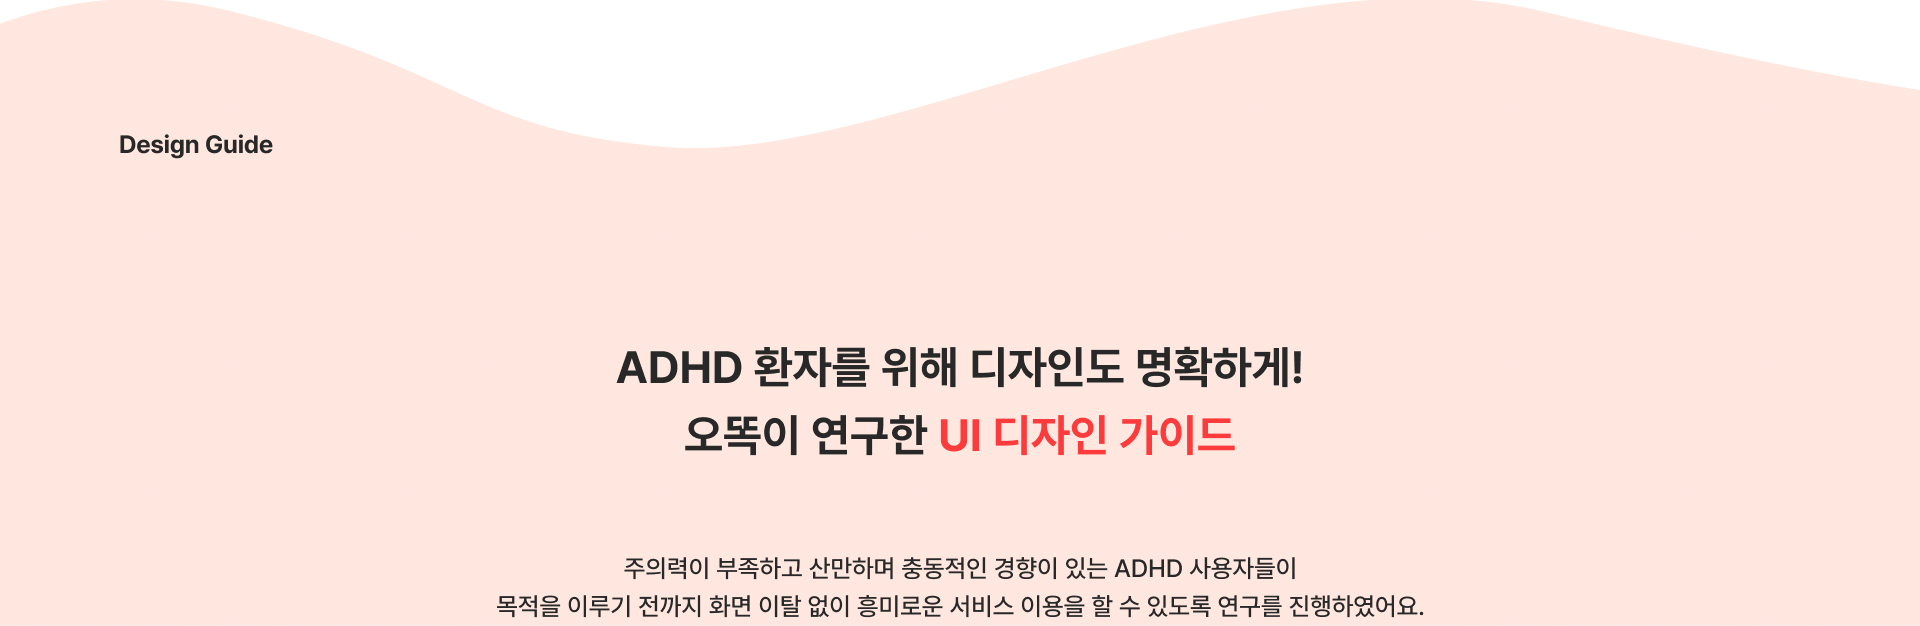 Design Guide
ADHD 환자를 위해 디자인도 명확하게!
오똑이 연구한 UI 디자인 가이드
주의력이 부족하고 산만하며 충동적인 경향이 있는 ADHD 사용자들이
목적을 이루기 전까지 화면 이탈 없이 흥미로운 서비스 이용을 할 수 있도록 연구를 진행하였어요.